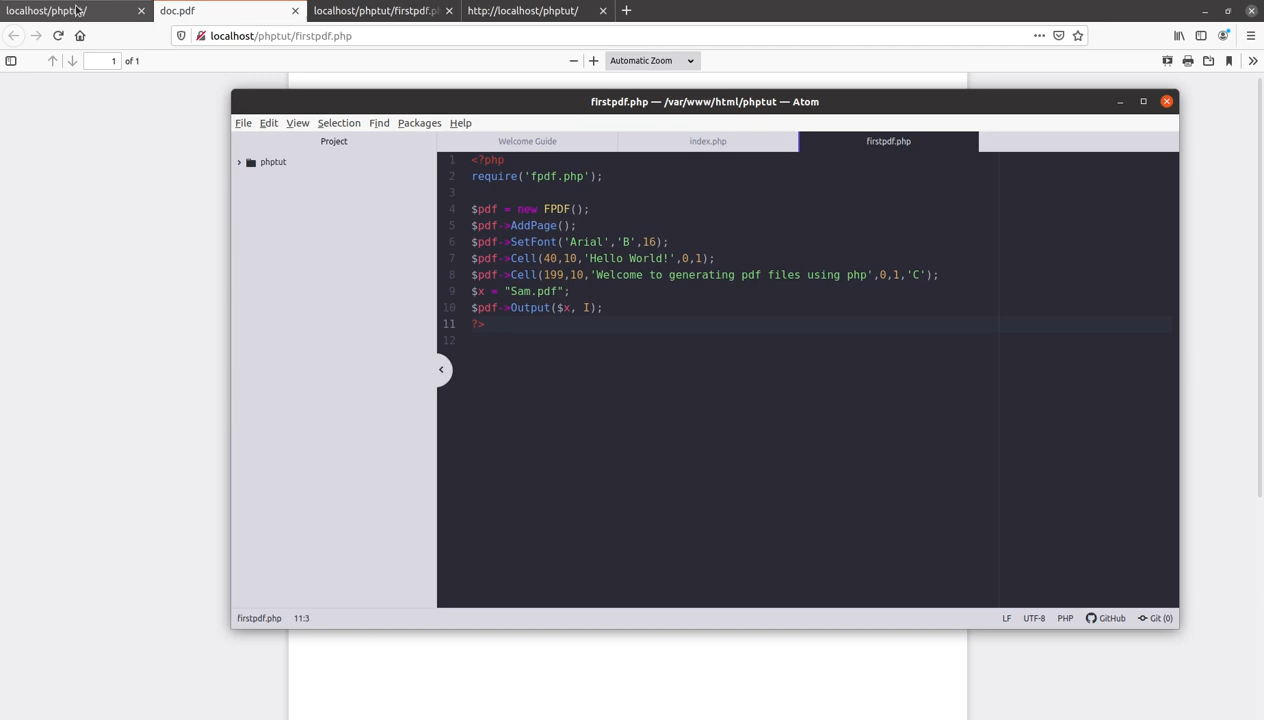 localhost/phptut/
doc.pdf
localhost/phptut/firstpdf.ph
http://localhost/phptut/
localhost/phptut/firstpdf.php
1 of 1
Automatic Zoom
firstpdf.php — /var/www/html/phptut — Atom
File Edit View Selection Find Packages Help
Project
Welcome Guide
index.php
firstpdf.php
phptut
1 <?php
2 require('fpdf.php');
3
4 $pdf = new FPDF();
5 $pdf->AddPage();
6 $pdf->SetFont('Arial','B',16);
7 $pdf->Cell(40,10,'Hello World!',0,1);
8 $pdf->Cell(199,10,'Welcome to generating pdf files using php',0,1,'C');
9 $x = "Sam.pdf";
10 $pdf->Output($x, I);
11 ?>
12
firstpdf.php 11:3
LF UTF-8 PHP GitHub Git (0)